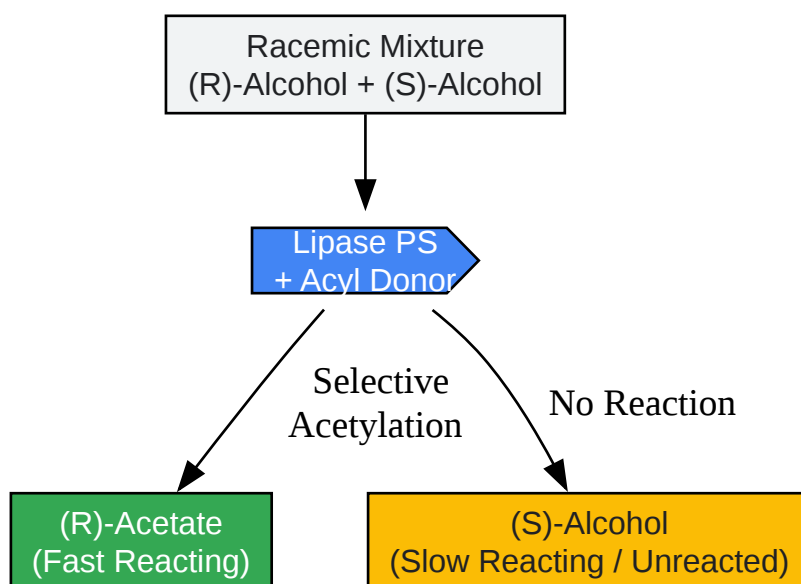 Racemic Mixture
(R)-Alcohol + (S)-Alcohol
Lipase PS
+ Acyl Donor
Selective
Acetylation
No Reaction
(R)-Acetate
(Fast Reacting)
(S)-Alcohol
(Slow Reacting / Unreacted)